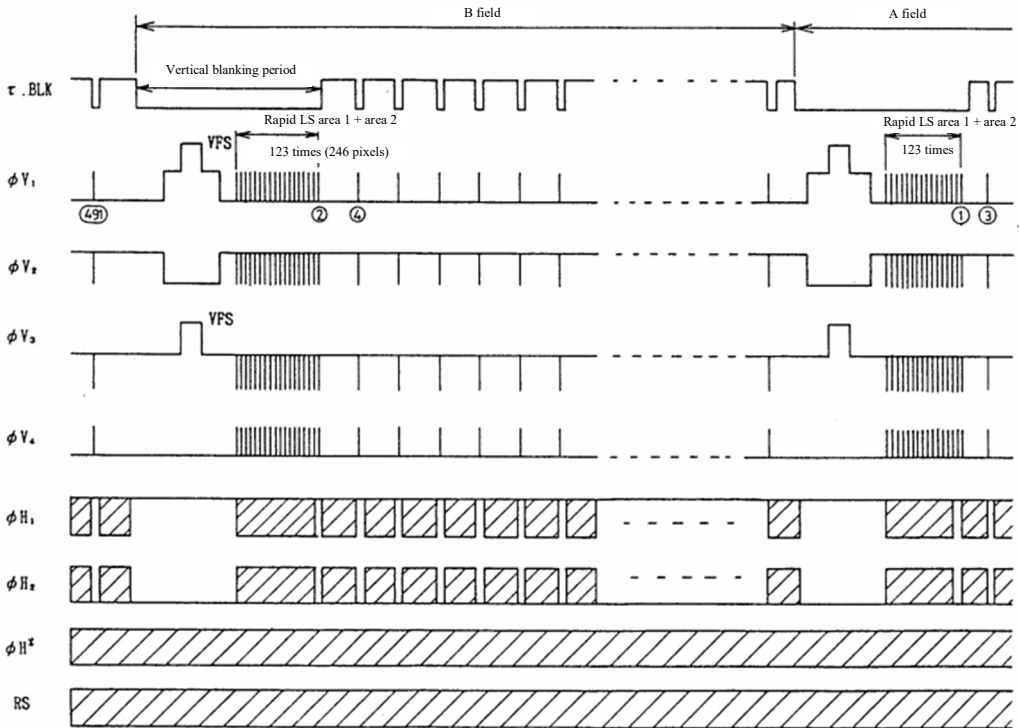 B field
A field
τ.BLK
Vertical blanking period
Rapid LS area 1 + area 2
Rapid LS area 1 + area 2
VFS
123 times (246 pixels)
123 times
φV₁
491
2
4
1
3
φV₂
VFS
φV₃
φV₄
φH₁
φH₂
φHᴵ
RS